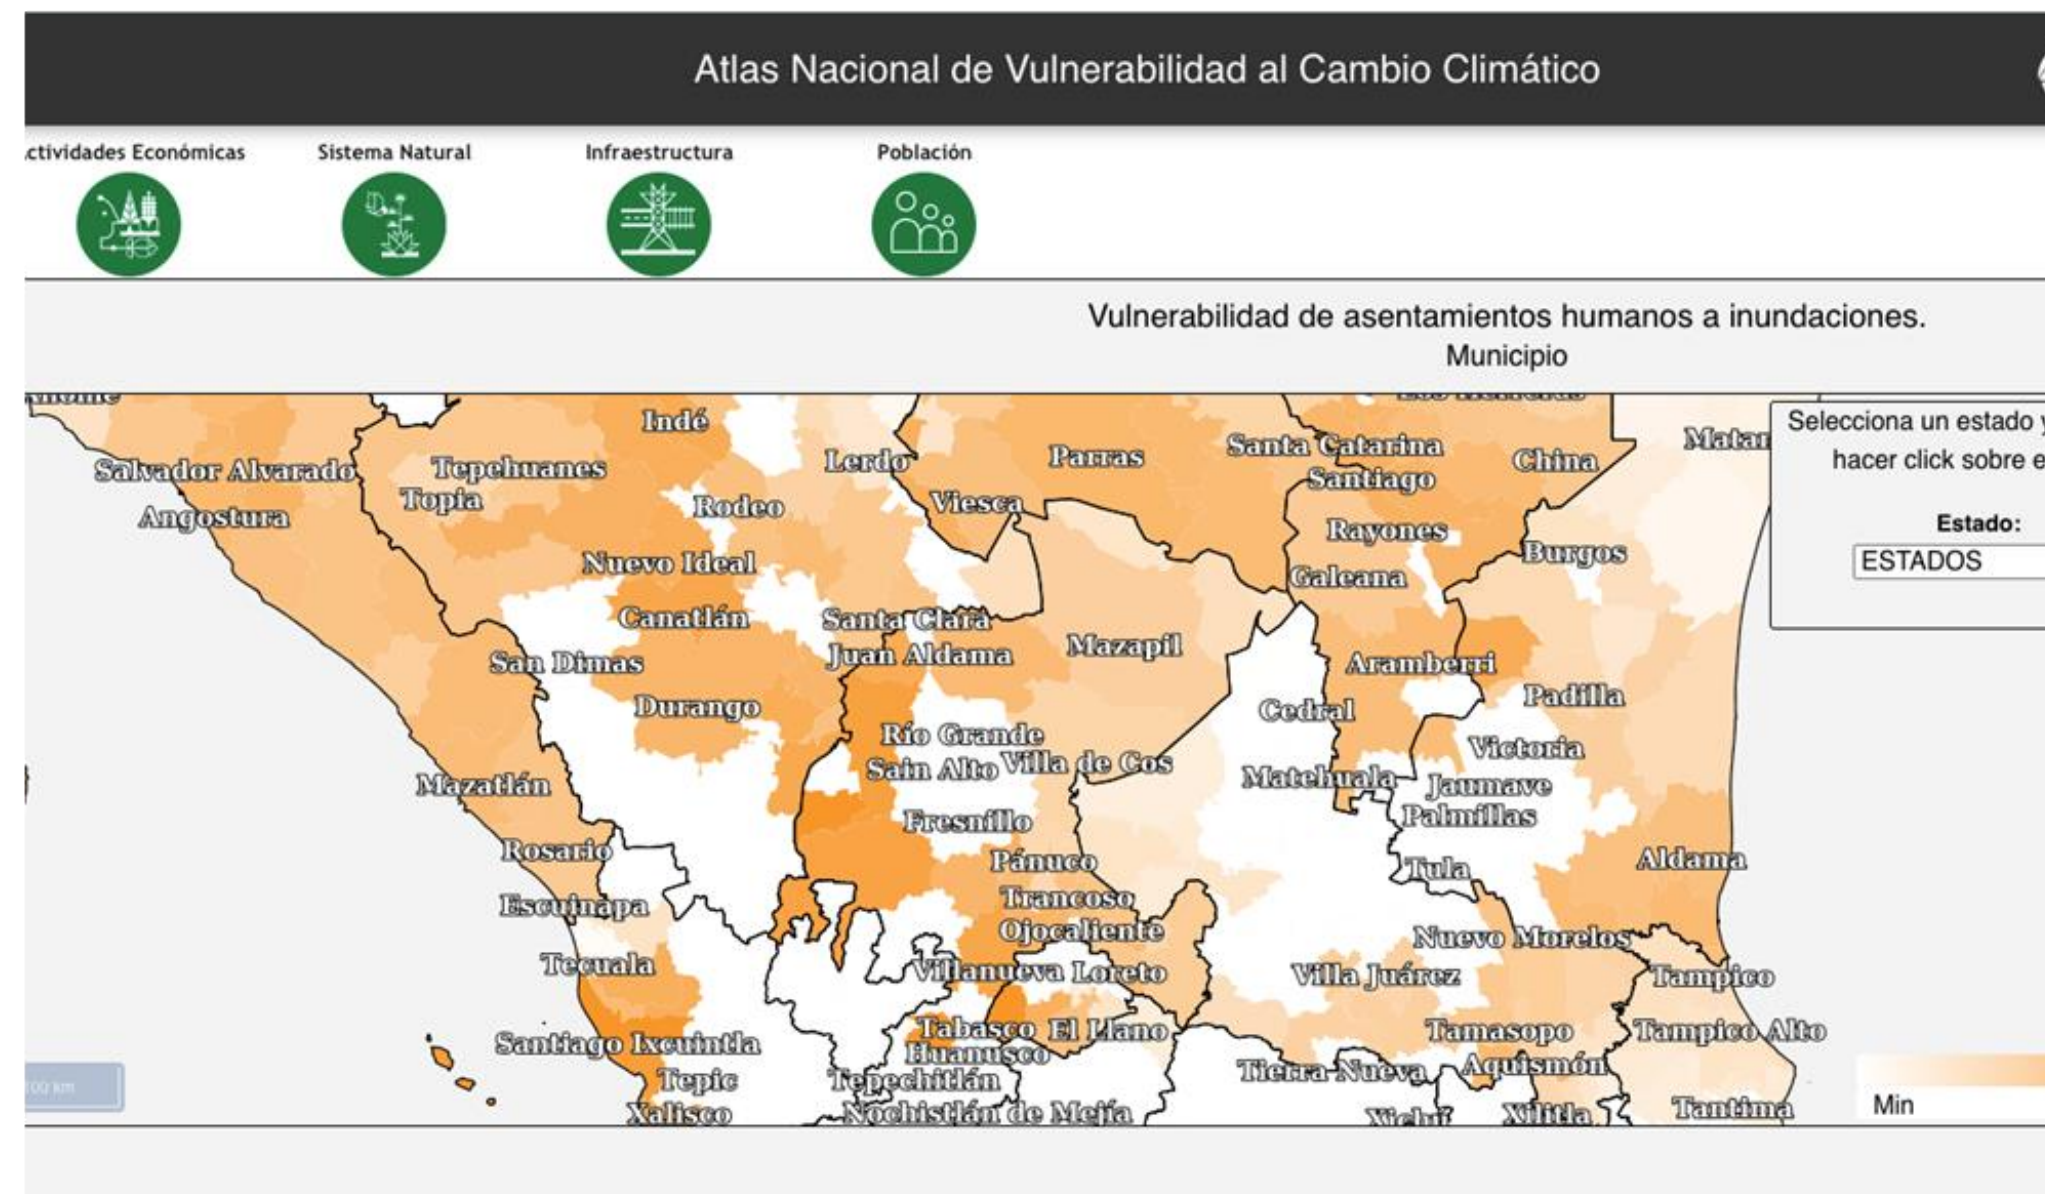 Atlas Nacional de Vulnerabilidad al Cambio Climático
ctividades Económicas
Sistema Natural
Infraestructura
Población
Vulnerabilidad de asentamientos humanos a inundaciones.
Municipio
Selecciona un estado y
hacer click sobre e
Estado:
ESTADOS
Indé
Matar
Santa Catarina
Lerdo
Parras
China
Salvador Alvarado
Tepehuanes
Santiago
Topia
Viesca
Rodeo
Angostura
Rayones
Burgos
Nuevo Ideal
Galeana
Canatlán
Santa Clara
Mazapil
Juan Aldama
San Dimas
Aramberri
Padilla
Durango
Cedral
Río Grande
Victoria
Villa de Cos
Sain Alto
Matehuala
Jaumave
Mazatlán
Palmillas
Fresnillo
Rosario
Pánuco
Aldama
Tula
Trancoso
Escuinapa
Ojocaliente
Nuevo Morelos
Tecuala
Villanueva
Loreto
Villa Juárez
Tampico
Tabasco
El Llano
Tamasopo
Tampico Alto
Santiago Ixcuintla
Huanusco
Aquismón
Tierra Nueva
Tepic
Tepechitlán
100 km
Min
Xalisco
Nochistlán de Mejía
Xichú
Xilitla
Tantima